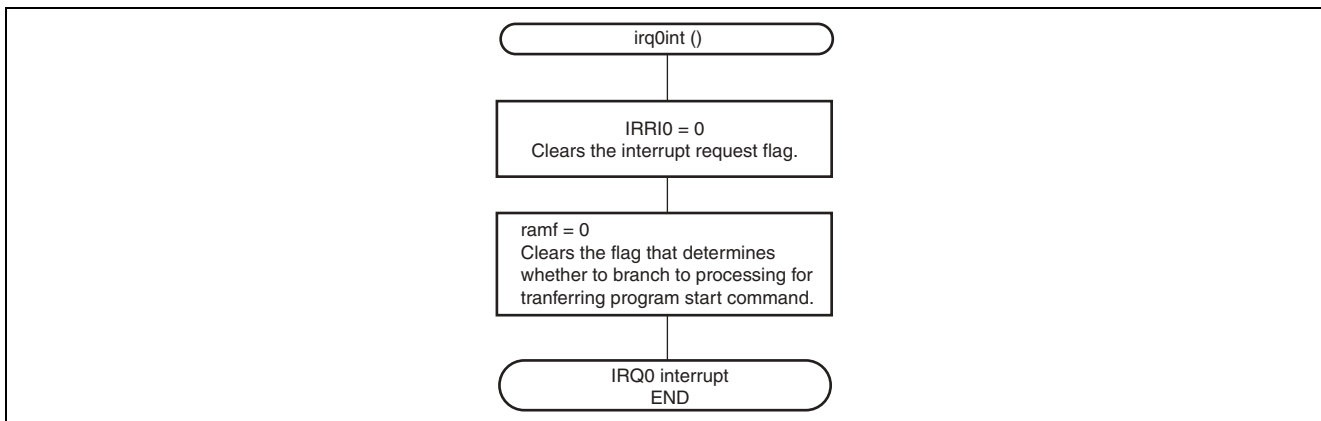 irq0int ()
IRRI0 = 0
Clears the interrupt request flag.
ramf = 0
Clears the flag that determines
whether to branch to processing for
tranferring program start command.
IRQ0 interrupt
END